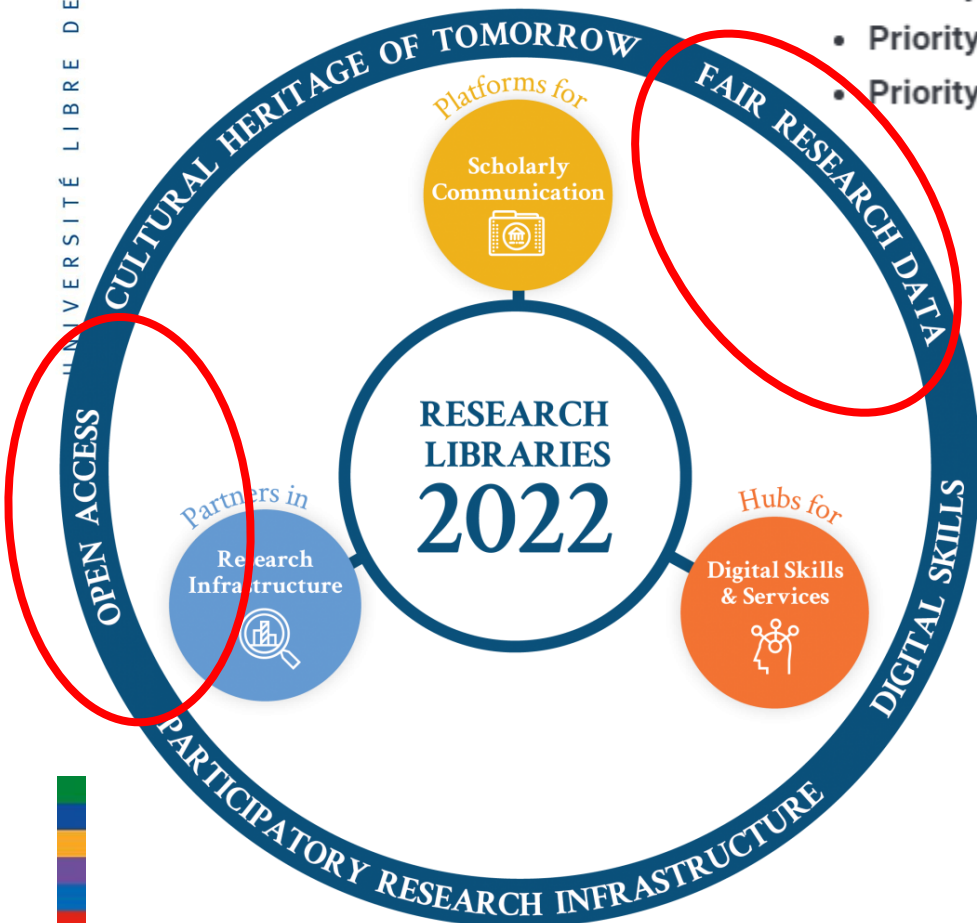 UNIVERSITÉ LIBRE DE
• Priority
• Priority
CULTURAL HERITAGE OF TOMORROW
FAIR RESEARCH DATA
Platforms for
Scholarly
Communication
RESEARCH
LIBRARIES
2022
OPEN ACCESS
Partners in
Research
Infrastructure
Hubs for
Digital Skills
& Services
DIGITAL SKILLS
PARTICIPATORY RESEARCH INFRASTRUCTURE